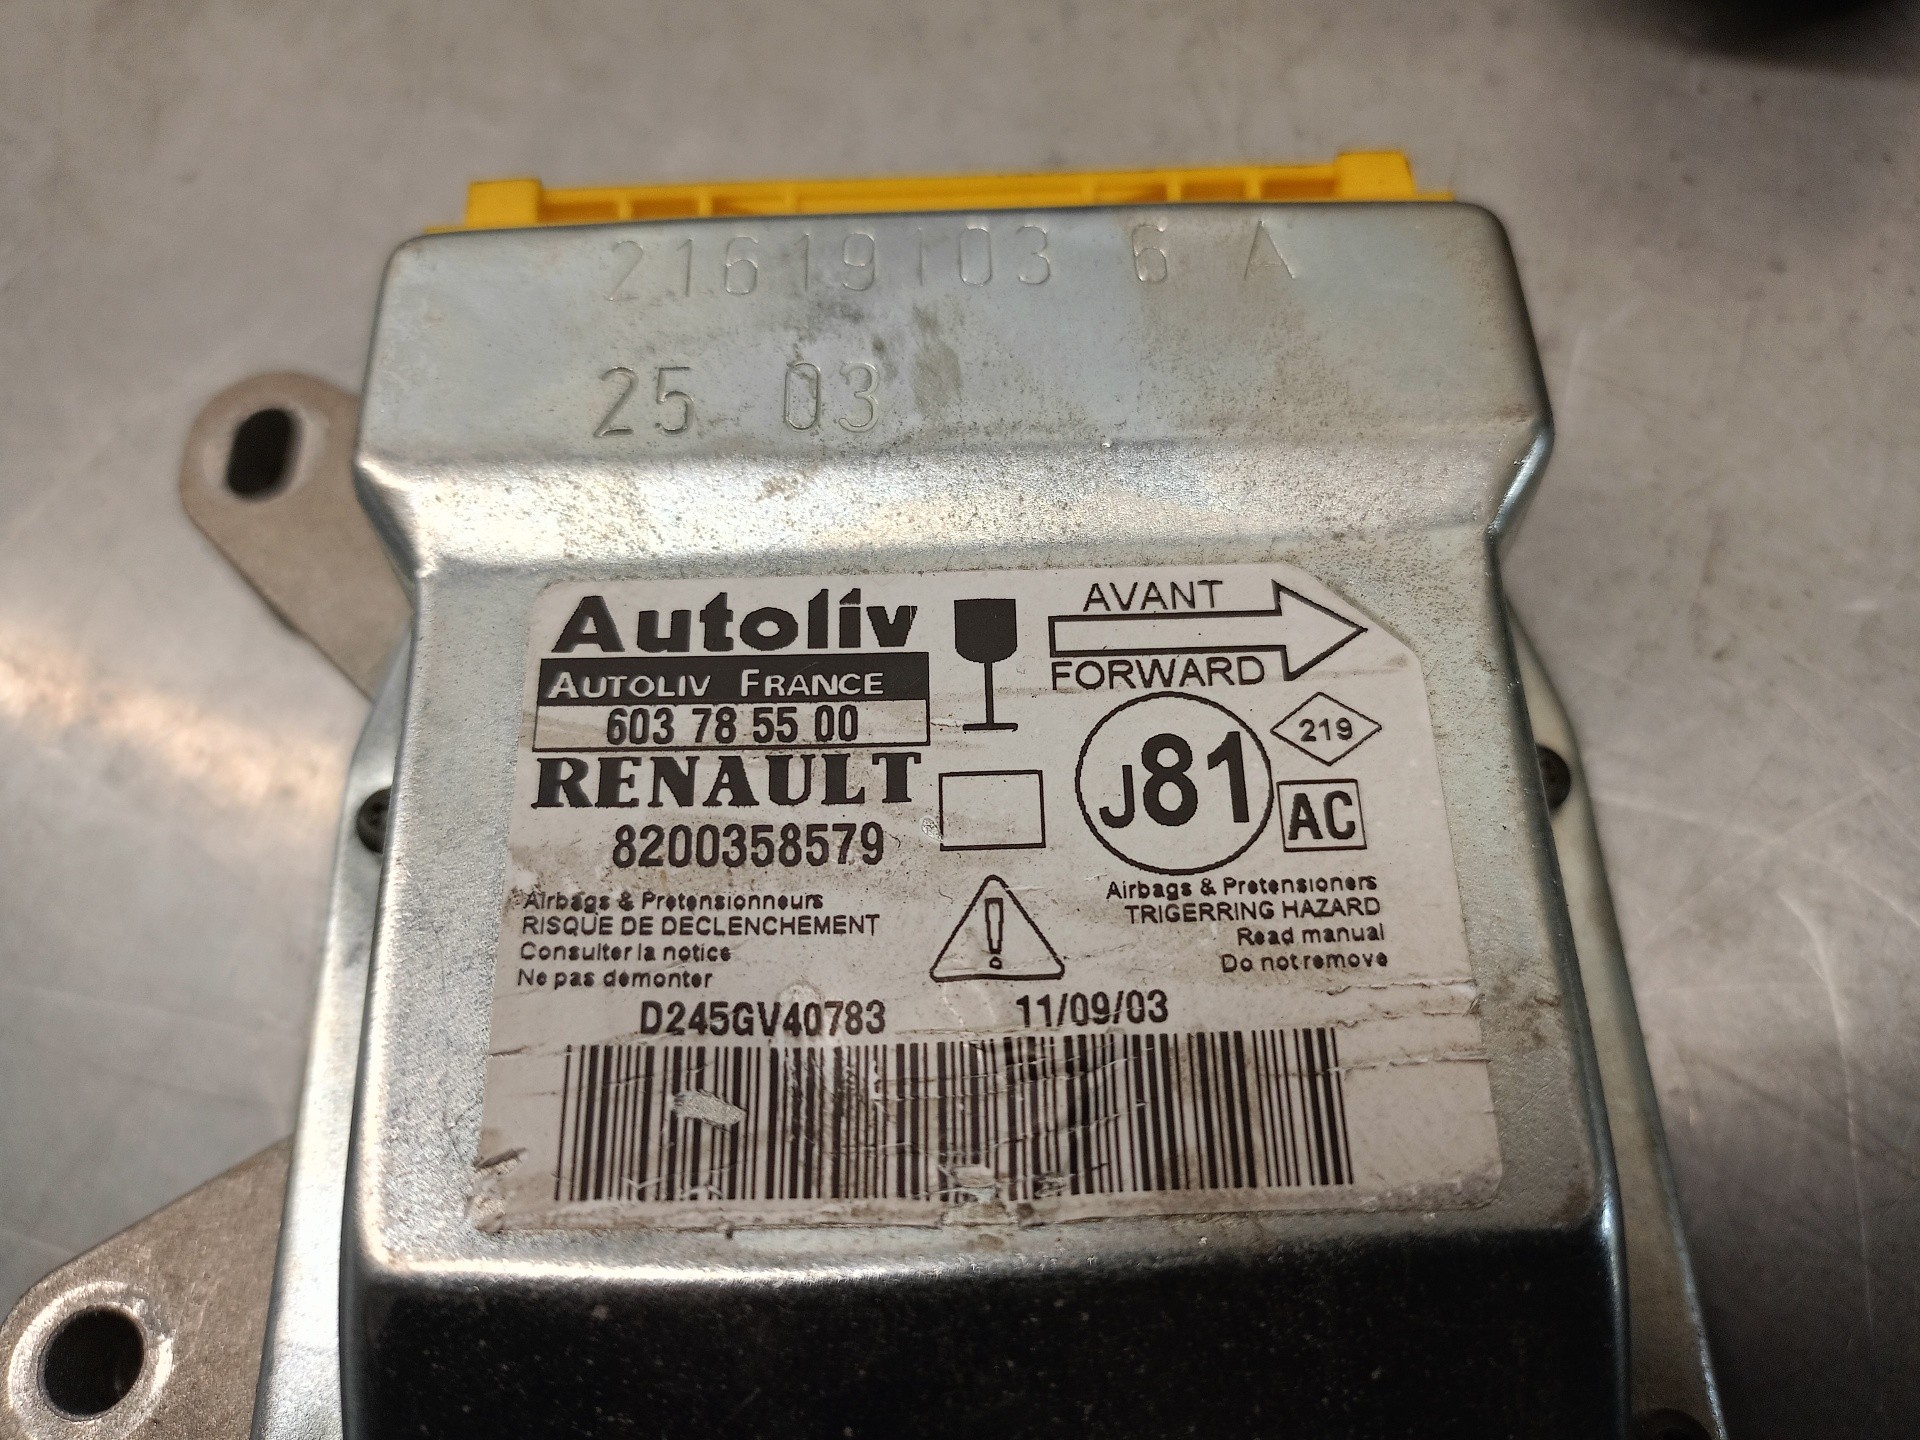 216191036 A
25 03
Autoliv
AUTOLIV FRANCE
603 78 55 00
RENAULT
8200358579
AVANT
FORWARD
J81
219
AC
Airbags & Pretensionneurs
RISQUE DE DECLENCHEMENT
Consulter la notice
Ne pas demonter
Airbags & Pretensioners
TRIGERRING HAZARD
Read manual
Do not remove
D245GV40783
11/09/03